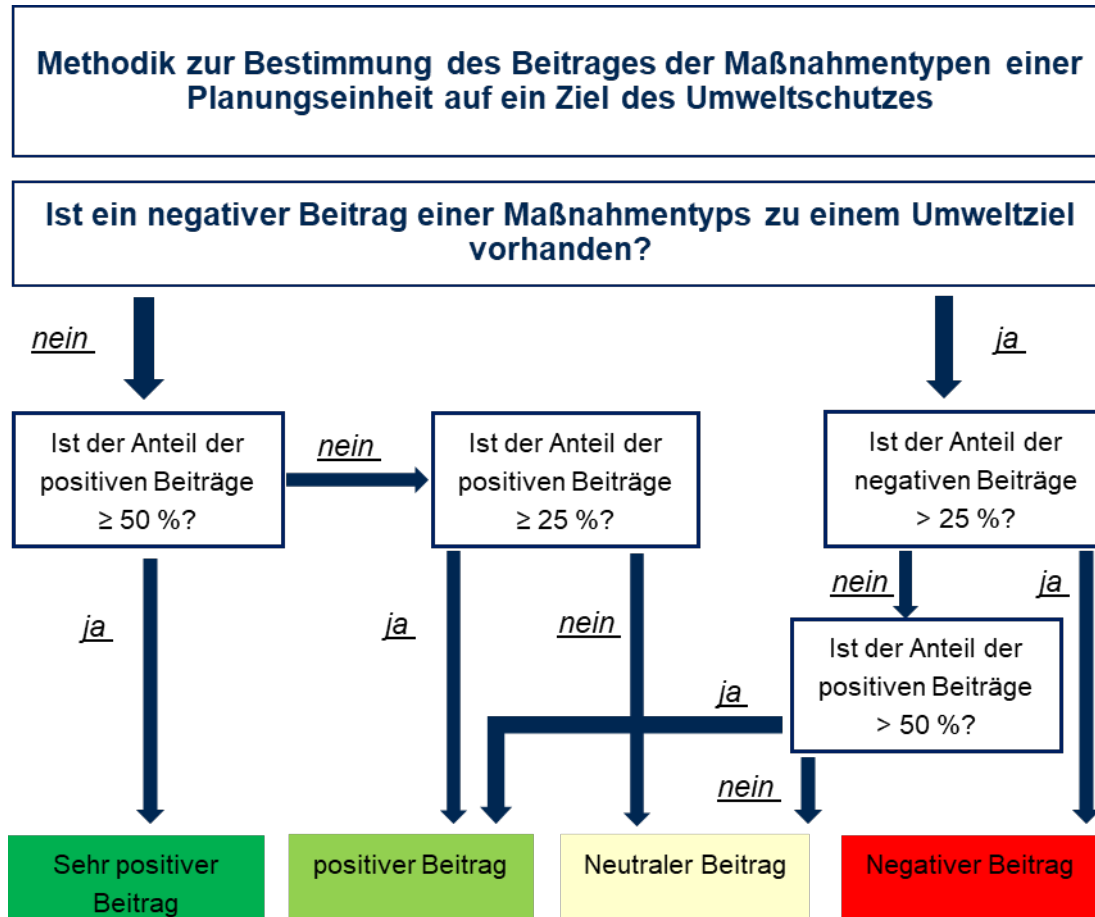 Methodik zur Bestimmung des Beitrages der Maßnahmentypen einer
Planungseinheit auf ein Ziel des Umweltschutzes
Ist ein negativer Beitrag einer Maßnahmentyps zu einem Umweltziel
vorhanden?
nein
ja
Ist der Anteil der
positiven Beiträge
≥ 50 %?
nein
Ist der Anteil der
positiven Beiträge
≥ 25 %?
Ist der Anteil der
negativen Beiträge
> 25 %?
ja
ja
nein
nein
ja
Ist der Anteil der
positiven Beiträge
> 50 %?
ja
nein
Sehr positiver
Beitrag
positiver Beitrag
Neutraler Beitrag
Negativer Beitrag